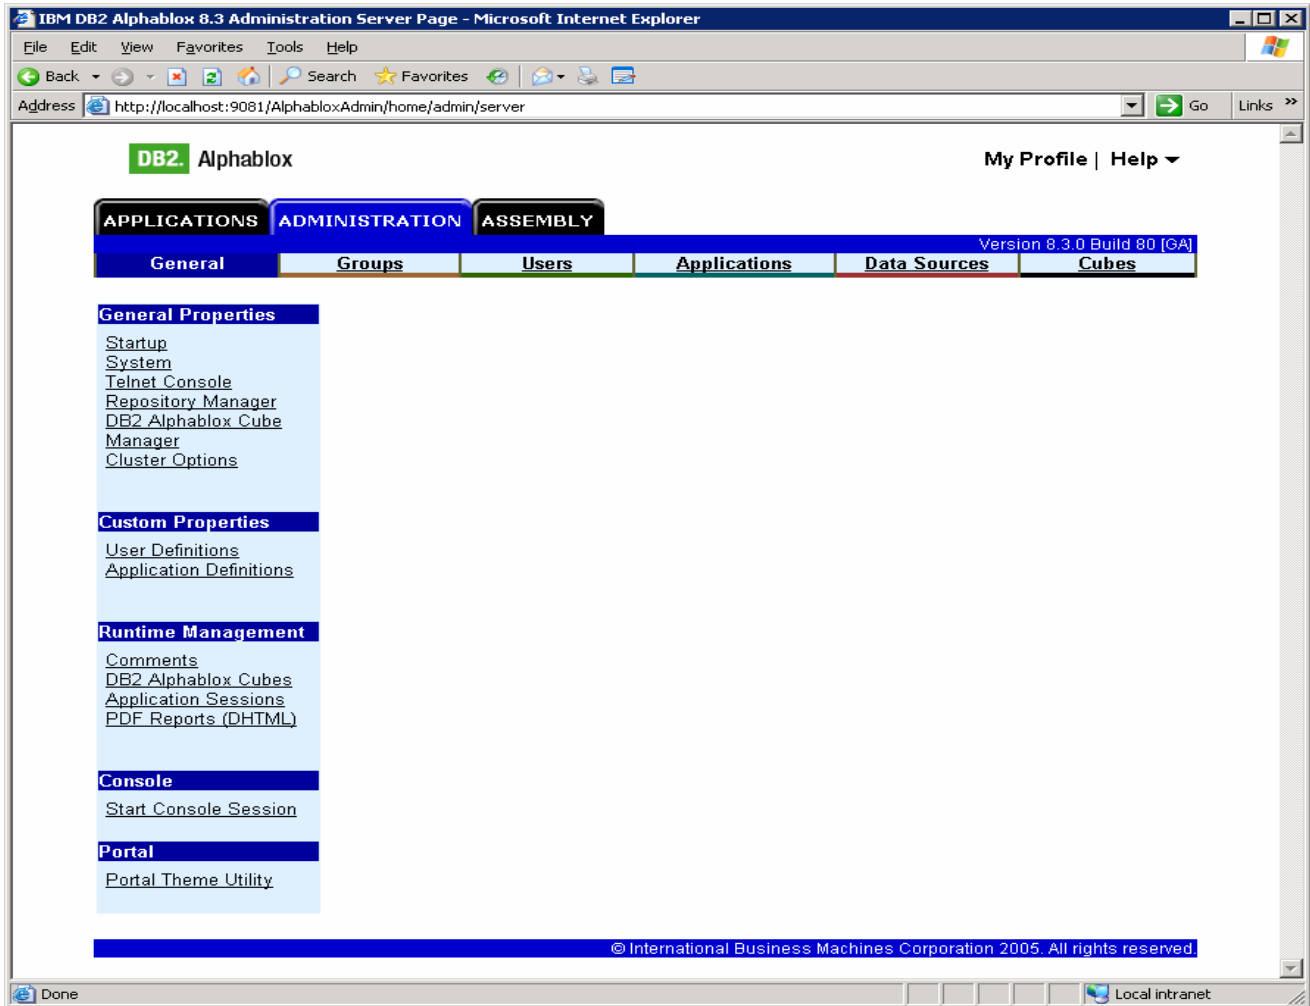 IBM DB2 Alphablox 8.3 Administration Server Page - Microsoft Internet Explorer
File Edit View Favorites Tools Help
Back Search Favorites
Address http://localhost:9081/AlphabloxAdmin/home/admin/server Go Links »
DB2. Alphablox My Profile | Help
APPLICATIONS ADMINISTRATION ASSEMBLY
Version 8.3.0 Build 80 [GA]
General Groups Users Applications Data Sources Cubes
General Properties
Startup
System
Telnet Console
Repository Manager
DB2 Alphablox Cube
Manager
Cluster Options
Custom Properties
User Definitions
Application Definitions
Runtime Management
Comments
DB2 Alphablox Cubes
Application Sessions
PDF Reports (DHTML)
Console
Start Console Session
Portal
Portal Theme Utility
© International Business Machines Corporation 2005. All rights reserved.
Done Local intranet